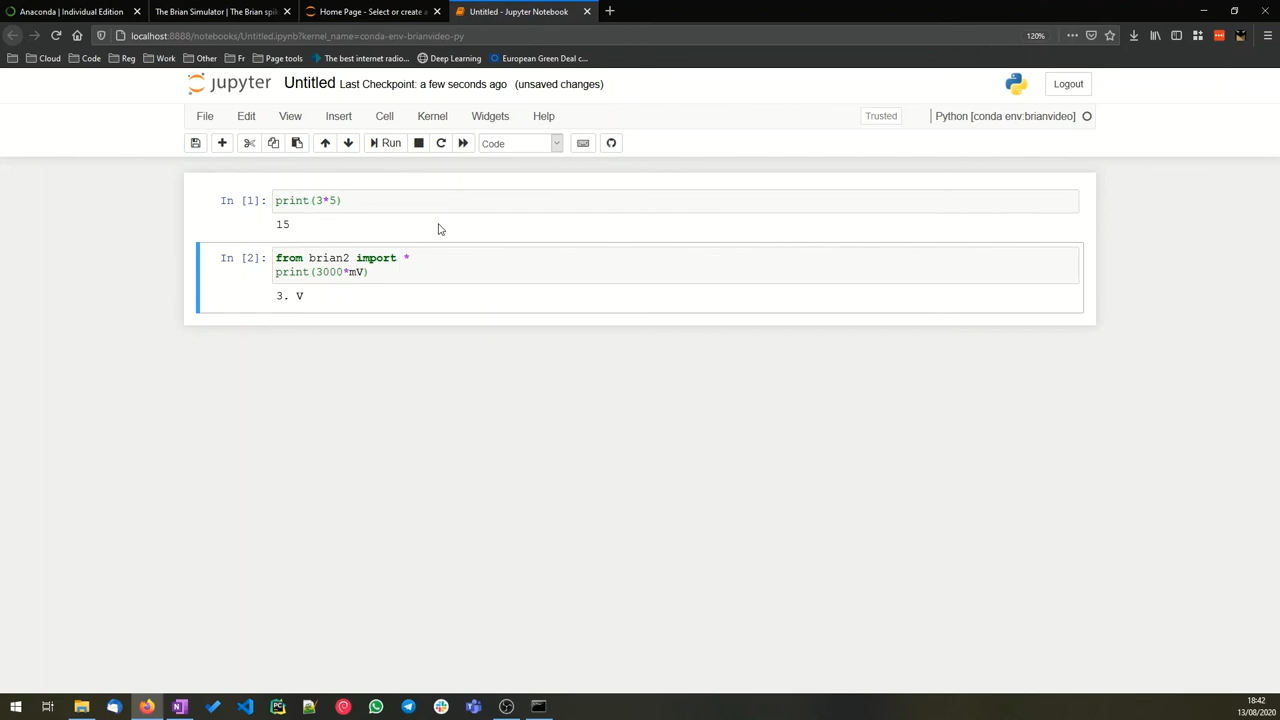 Anaconda | Individual Edition
The Brian Simulator | The Brian spi
Home Page - Select or create a
Untitled - Jupyter Notebook
localhost:8888/notebooks/Untitled.ipynb?kernel_name=conda-env-brianvideo-py
120%
Cloud
Code
Reg
Work
Other
Fr
Page tools
The best internet radio...
Deep Learning
European Green Deal c...
jupyter
Untitled
Last Checkpoint: a few seconds ago
(unsaved changes)
Logout
File
Edit
View
Insert
Cell
Kernel
Widgets
Help
Trusted
Python [conda env:brianvideo]
Run
Code
In [1]:
print(3*5)
15
In [2]:
from brian2 import *
print(3000*mV)
3. V
18:42
13/08/2020